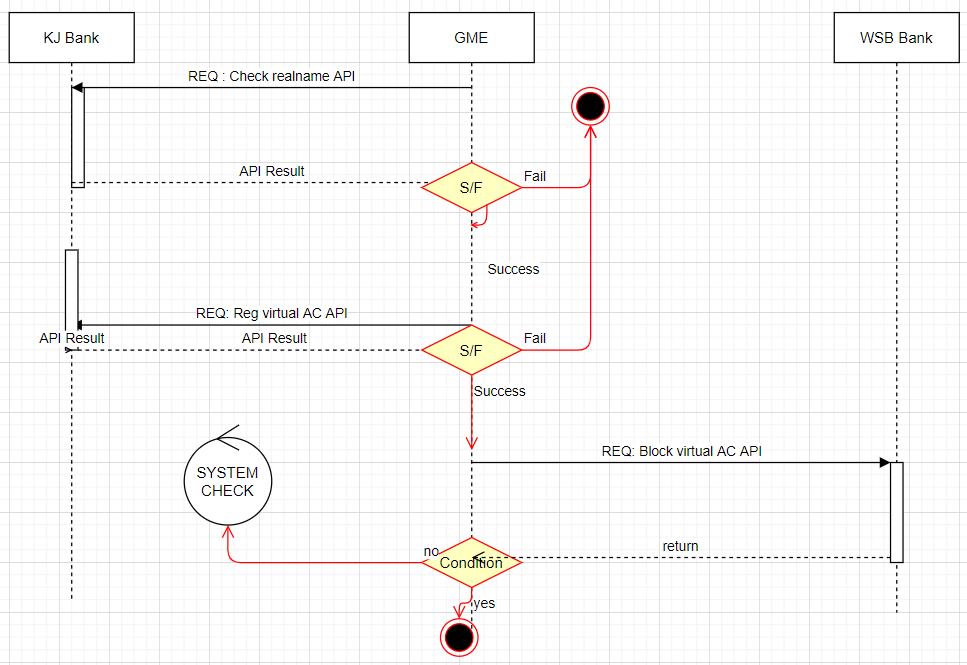 KJ Bank
GME
WSB Bank
REQ : Check realname API
API Result
S/F
Fail
Success
REQ: Reg virtual AC API
API Result
API Result
S/F
Fail
Success
REQ: Block virtual AC API
SYSTEM
CHECK
return
no
Condition
yes